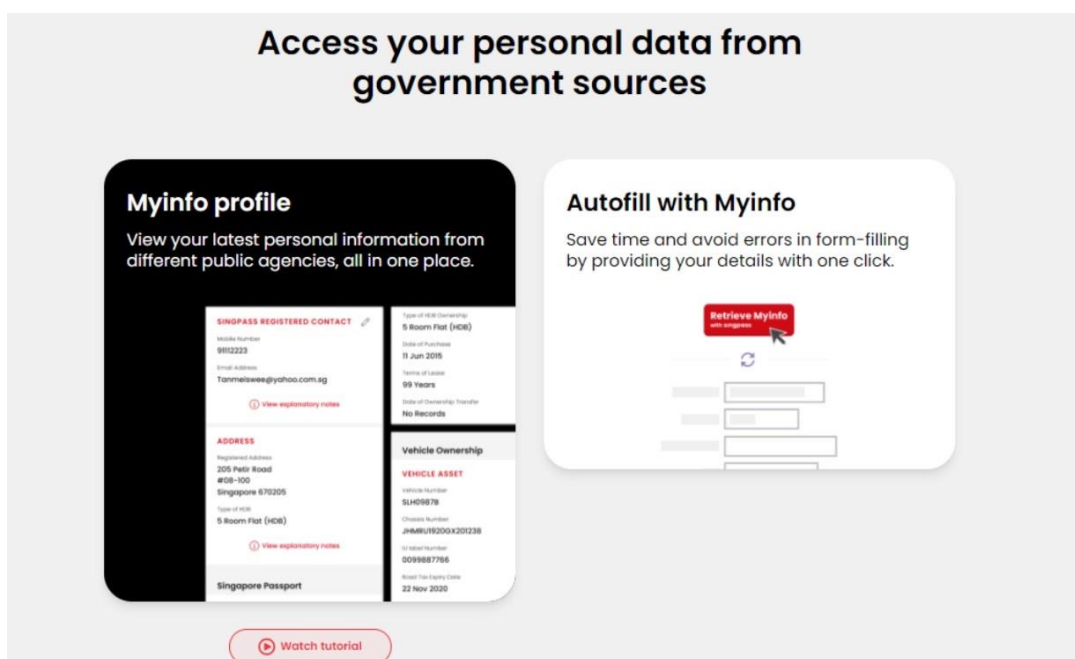 Access your personal data from
government sources
Myinfo profile
View your latest personal information from
different public agencies, all in one place.
SINGPASS REGISTERED CONTACT
Mobile Number
91112223
Email Address
Tanmeiswee@yahoo.com.sg
View explanatory notes
ADDRESS
Registered Address
205 Petir Road
#08-100
Singapore 670205
Type of HDB
5 Room Flat (HDB)
View explanatory notes
Singapore Passport
Type of HDB Ownership
5 Room Flat (HDB)
Date of Purchase
11 Jun 2015
Terms of Lease
99 Years
Date of Ownership Transfer
No Records
Vehicle Ownership
VEHICLE ASSET
Vehicle Number
SLH0987B
Chassis Number
JHMRU1920GX201238
IU label Number
0099887766
Road Tax Expiry Date
22 Nov 2020
Watch tutorial
Autofill with Myinfo
Save time and avoid errors in form-filling
by providing your details with one click.
Retrieve Myinfo
with singpass